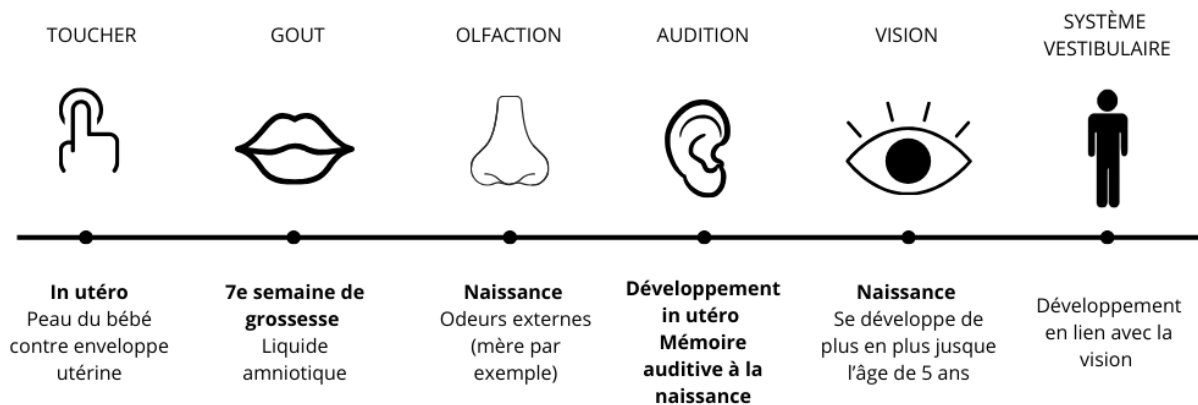 TOUCHER
GOUT
OLFACTION
AUDITION
VISION
SYSTÈME
VESTIBULAIRE
In utéro
Peau du bébé
contre enveloppe
utérine
7e semaine de
grossesse
Liquide
amniotique
Naissance
Odeurs externes
(mère par
exemple)
Développement
in utéro
Mémoire
auditive à la
naissance
Naissance
Se développe de
plus en plus jusque
l'âge de 5 ans
Développement
en lien avec la
vision